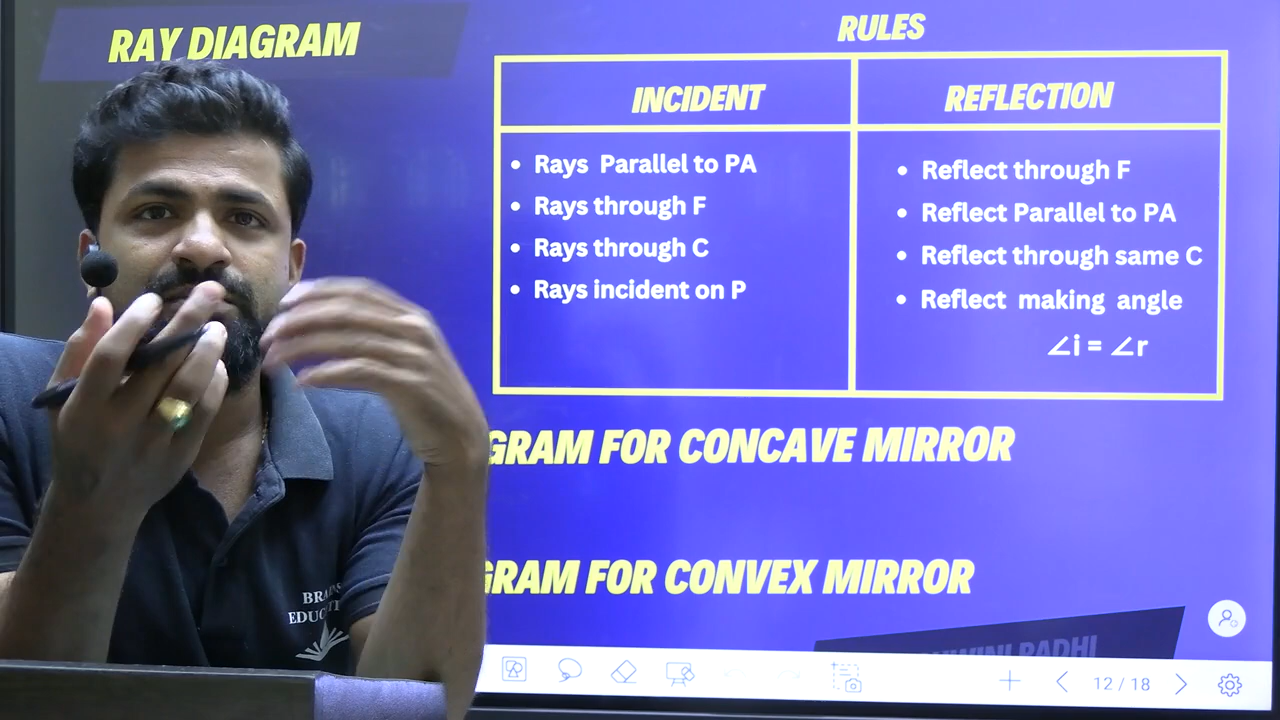 RAY DIAGRAM
RULES
INCIDENT
REFLECTION
• Rays Parallel to PA
• Rays through F
• Rays through C
• Rays incident on P
• Reflect through F
• Reflect Parallel to PA
• Reflect through same C
• Reflect making angle
∠i = ∠r
GRAM FOR CONCAVE MIRROR
GRAM FOR CONVEX MIRROR
PADHI
12 / 18